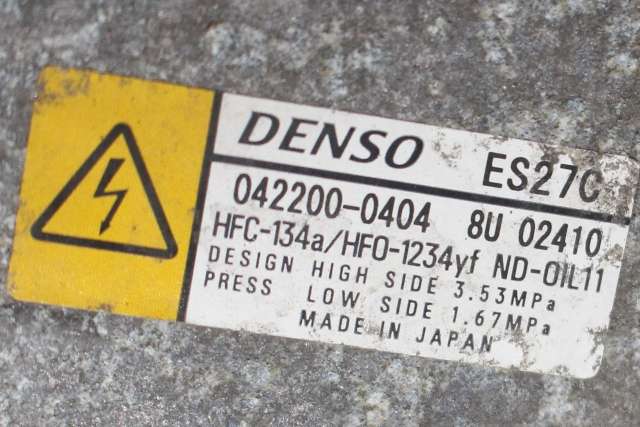 DENSO ES27C
042200-0404 8U 02410
HFC-134a/HFO-1234yf ND-OIL11
DESIGN HIGH SIDE 3.53MPa
PRESS LOW SIDE 1.67MPa
MADE IN JAPAN